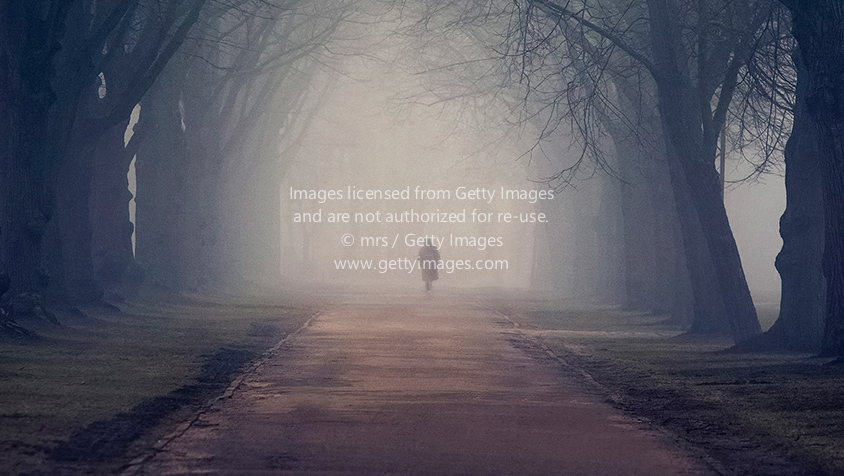 Images licensed from Getty Images
and are not authorized for re-use.
© mrs / Getty Images
www.gettyimages.com